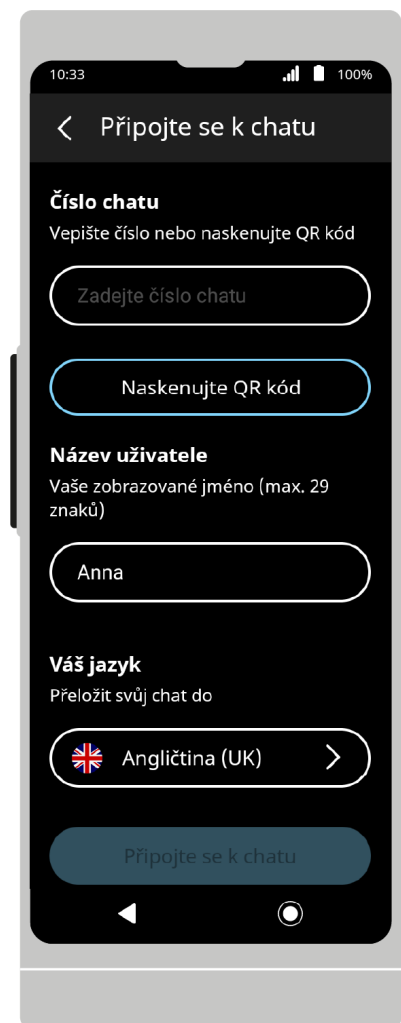 10:33 100%
Připojte se k chatu
Číslo chatu
Vepište číslo nebo naskenujte QR kód
Zadejte číslo chatu
Naskenujte QR kód
Název uživatele
Vaše zobrazované jméno (max. 29
znaků)
Anna
Váš jazyk
Přeložit svůj chat do
Angličtina (UK)
Připojte se k chatu